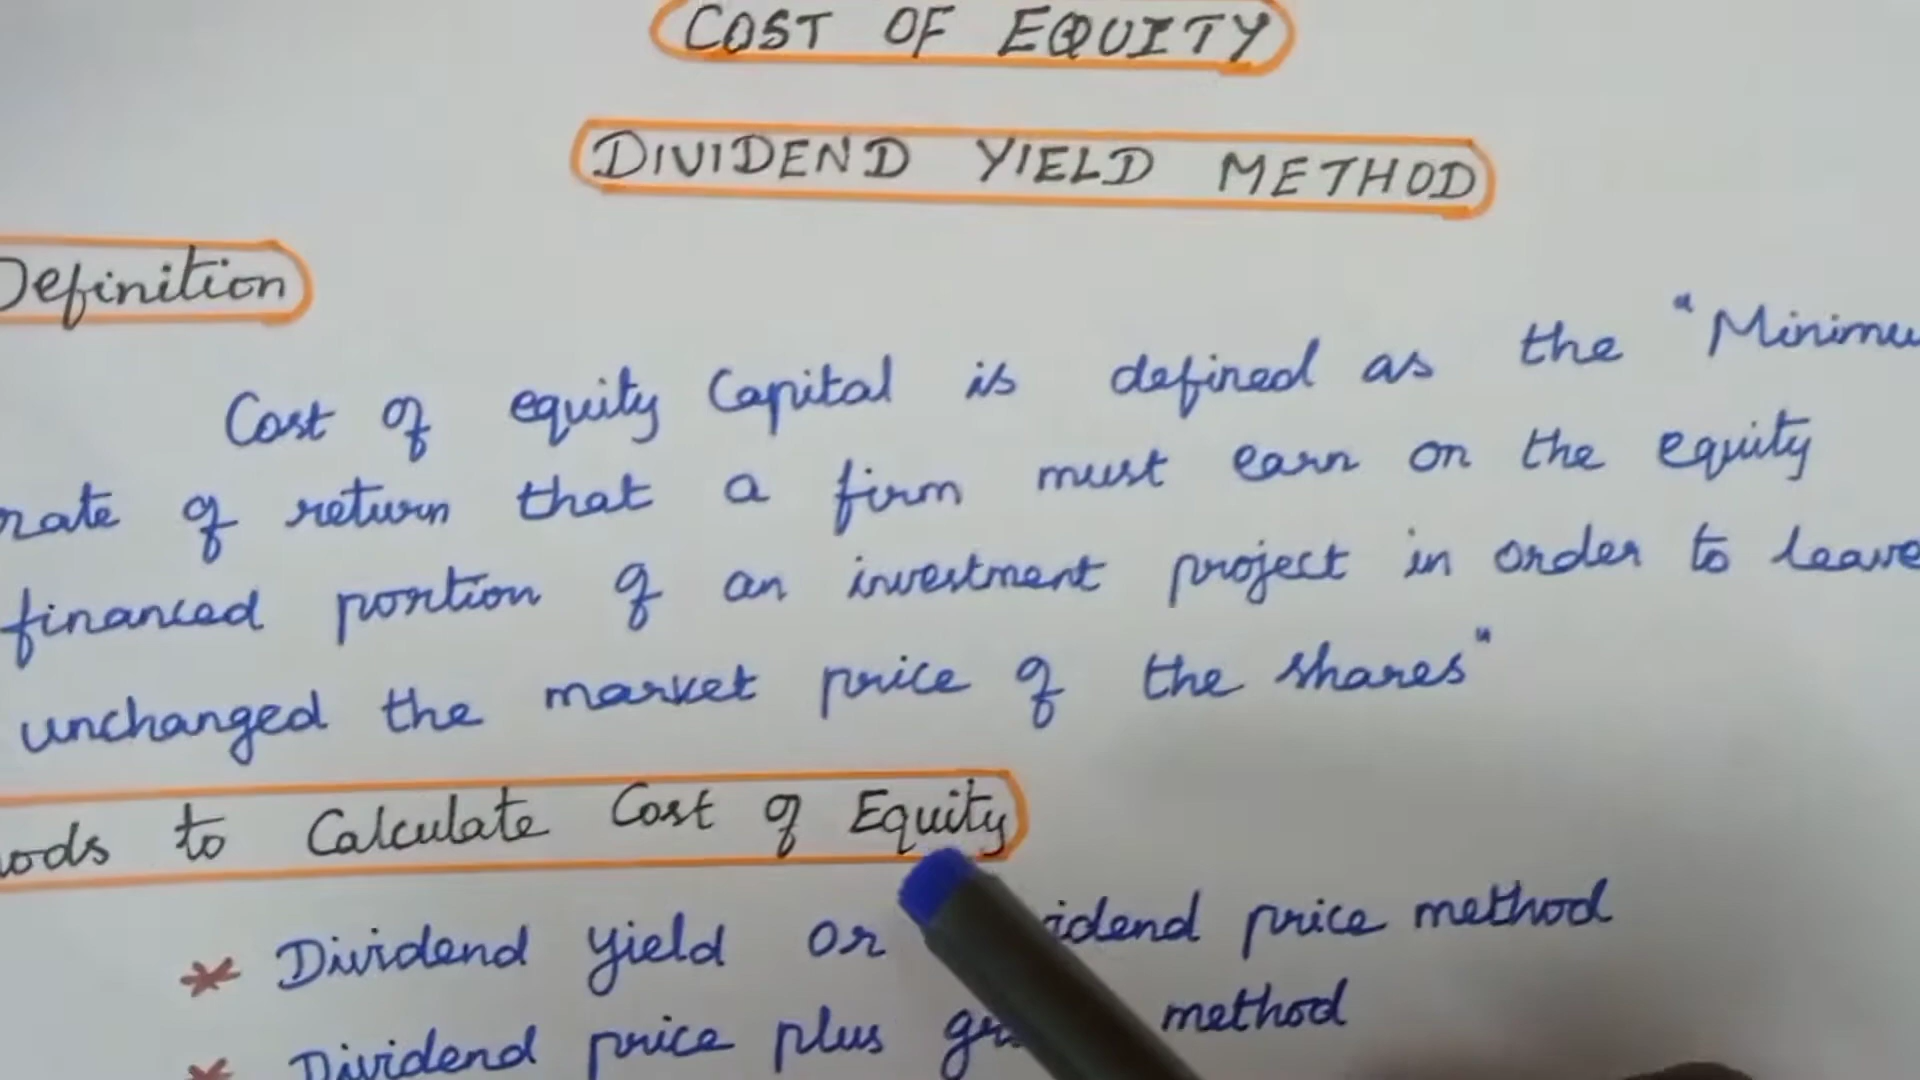 COST OF EQUITY
DIVIDEND YIELD METHOD
Definition
Cost of equity Capital is defined as the "Minimu
rate of return that a firm must earn on the equity
financed portion of an investment project in order to leave
unchanged the market price of the shares"
ods to Calculate Cost of Equity
* Dividend yield or idend price method
* Dividend price plus method